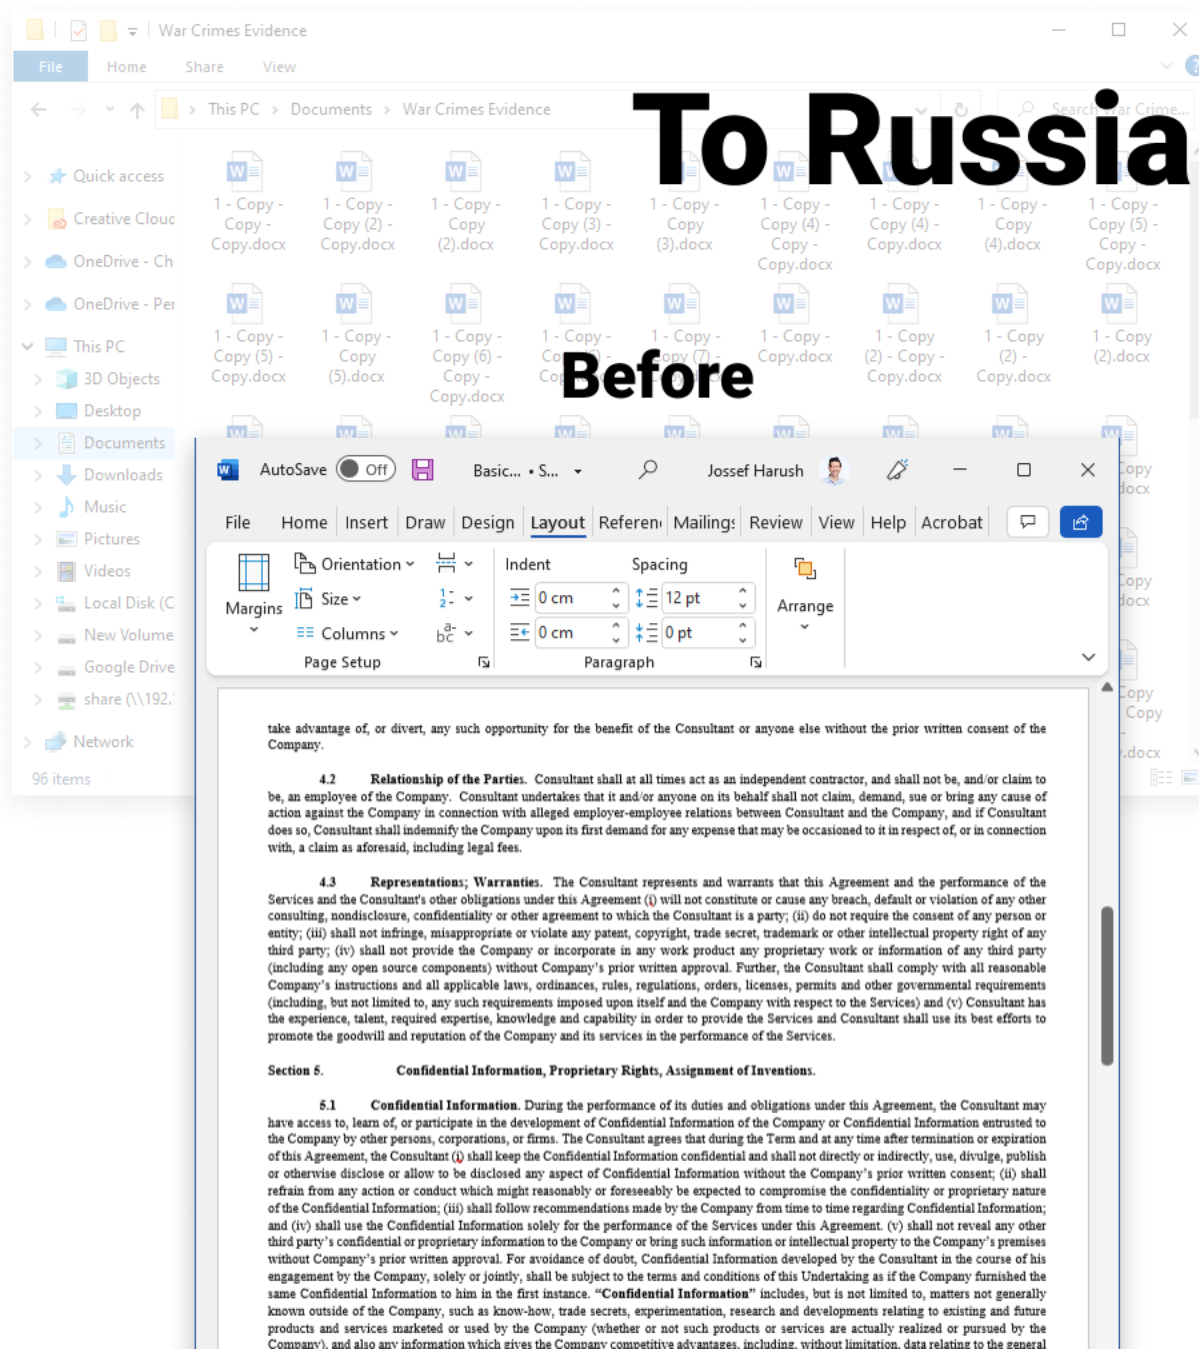 War Crimes Evidence
File Home Share View
This PC > Documents > War Crimes Evidence
Search War Crime...
To Russia
Quick access
Creative Cloud
OneDrive - Ch
OneDrive - Per
This PC
3D Objects
Desktop
Documents
Downloads
Music
Pictures
Videos
Local Disk (C
New Volume
Google Drive
share (\\192.
Network
96 items
1 - Copy - 1 - Copy - 1 - Copy - 1 - Copy - 1 - Copy - 1 - Copy - 1 - Copy - 1 - Copy - 1 - Copy -
Copy - Copy (2) - Copy Copy (3) - Copy Copy (4) - Copy (4) - Copy Copy (5) -
Copy.docx Copy.docx (2).docx Copy.docx (3).docx Copy - Copy.docx (4).docx Copy -
Copy.docx Copy.docx
1 - Copy - 1 - Copy - 1 - Copy - 1 - Copy - 1 - Copy - 1 - Copy 1 - Copy 1 - Copy
Copy (5) - Copy Copy (6) - Copy (7) - Copy.docx (2) - Copy - (2) - (2).docx
Copy.docx (5).docx Copy - Copy.docx Copy.docx
Copy.docx
Before
AutoSave Off Basic... • S... Jossef Harush
File Home Insert Draw Design Layout Referen Mailings Review View Help Acrobat
Orientation Indent Spacing
Margins Size 0 cm 12 pt Arrange
Columns 0 cm 0 pt
Page Setup Paragraph
Copy
docx
Copy
docx
Copy
Copy
-
.docx
take advantage of, or divert, any such opportunity for the benefit of the Consultant or anyone else without the prior written consent of the
Company.
4.2 Relationship of the Parties. Consultant shall at all times act as an independent contractor, and shall not be, and/or claim to
be, an employee of the Company. Consultant undertakes that it and/or anyone on its behalf shall not claim, demand, sue or bring any cause of
action against the Company in connection with alleged employer-employee relations between Consultant and the Company, and if Consultant
does so, Consultant shall indemnify the Company upon its first demand for any expense that may be occasioned to it in respect of, or in connection
with, a claim as aforesaid, including legal fees.
4.3 Representations; Warranties. The Consultant represents and warrants that this Agreement and the performance of the
Services and the Consultant's other obligations under this Agreement (i) will not constitute or cause any breach, default or violation of any other
consulting, nondisclosure, confidentiality or other agreement to which the Consultant is a party; (ii) do not require the consent of any person or
entity; (iii) shall not infringe, misappropriate or violate any patent, copyright, trade secret, trademark or other intellectual property right of any
third party; (iv) shall not provide the Company or incorporate in any work product any proprietary work or information of any third party
(including any open source components) without Company's prior written approval. Further, the Consultant shall comply with all reasonable
Company's instructions and all applicable laws, ordinances, rules, regulations, orders, licenses, permits and other governmental requirements
(including, but not limited to, any such requirements imposed upon itself and the Company with respect to the Services) and (v) Consultant has
the experience, talent, required expertise, knowledge and capability in order to provide the Services and Consultant shall use its best efforts to
promote the goodwill and reputation of the Company and its services in the performance of the Services.
Section 5. Confidential Information, Proprietary Rights, Assignment of Inventions.
5.1 Confidential Information. During the performance of its duties and obligations under this Agreement, the Consultant may
have access to, learn of, or participate in the development of Confidential Information of the Company or Confidential Information entrusted to
the Company by other persons, corporations, or firms. The Consultant agrees that during the Term and at any time after termination or expiration
of this Agreement, the Consultant (i) shall keep the Confidential Information confidential and shall not directly or indirectly, use, divulge, publish
or otherwise disclose or allow to be disclosed any aspect of Confidential Information without the Company's prior written consent; (ii) shall
refrain from any action or conduct which might reasonably or foreseeably be expected to compromise the confidentiality or proprietary nature
of the Confidential Information; (iii) shall follow recommendations made by the Company from time to time regarding Confidential Information;
and (iv) shall use the Confidential Information solely for the performance of the Services under this Agreement. (v) shall not reveal any other
third party's confidential or proprietary information to the Company or bring such information or intellectual property to the Company's premises
without Company's prior written approval. For avoidance of doubt, Confidential Information developed by the Consultant in the course of his
engagement by the Company, solely or jointly, shall be subject to the terms and conditions of this Undertaking as if the Company furnished the
same Confidential Information to him in the first instance. "Confidential Information" includes, but is not limited to, matters not generally
known outside of the Company, such as know-how, trade secrets, experimentation, research and developments relating to existing and future
products and services marketed or used by the Company (whether or not such products or services are actually realized or pursued by the
Company), and also any information which gives the Company competitive advantages, including, without limitation, data relating to the general